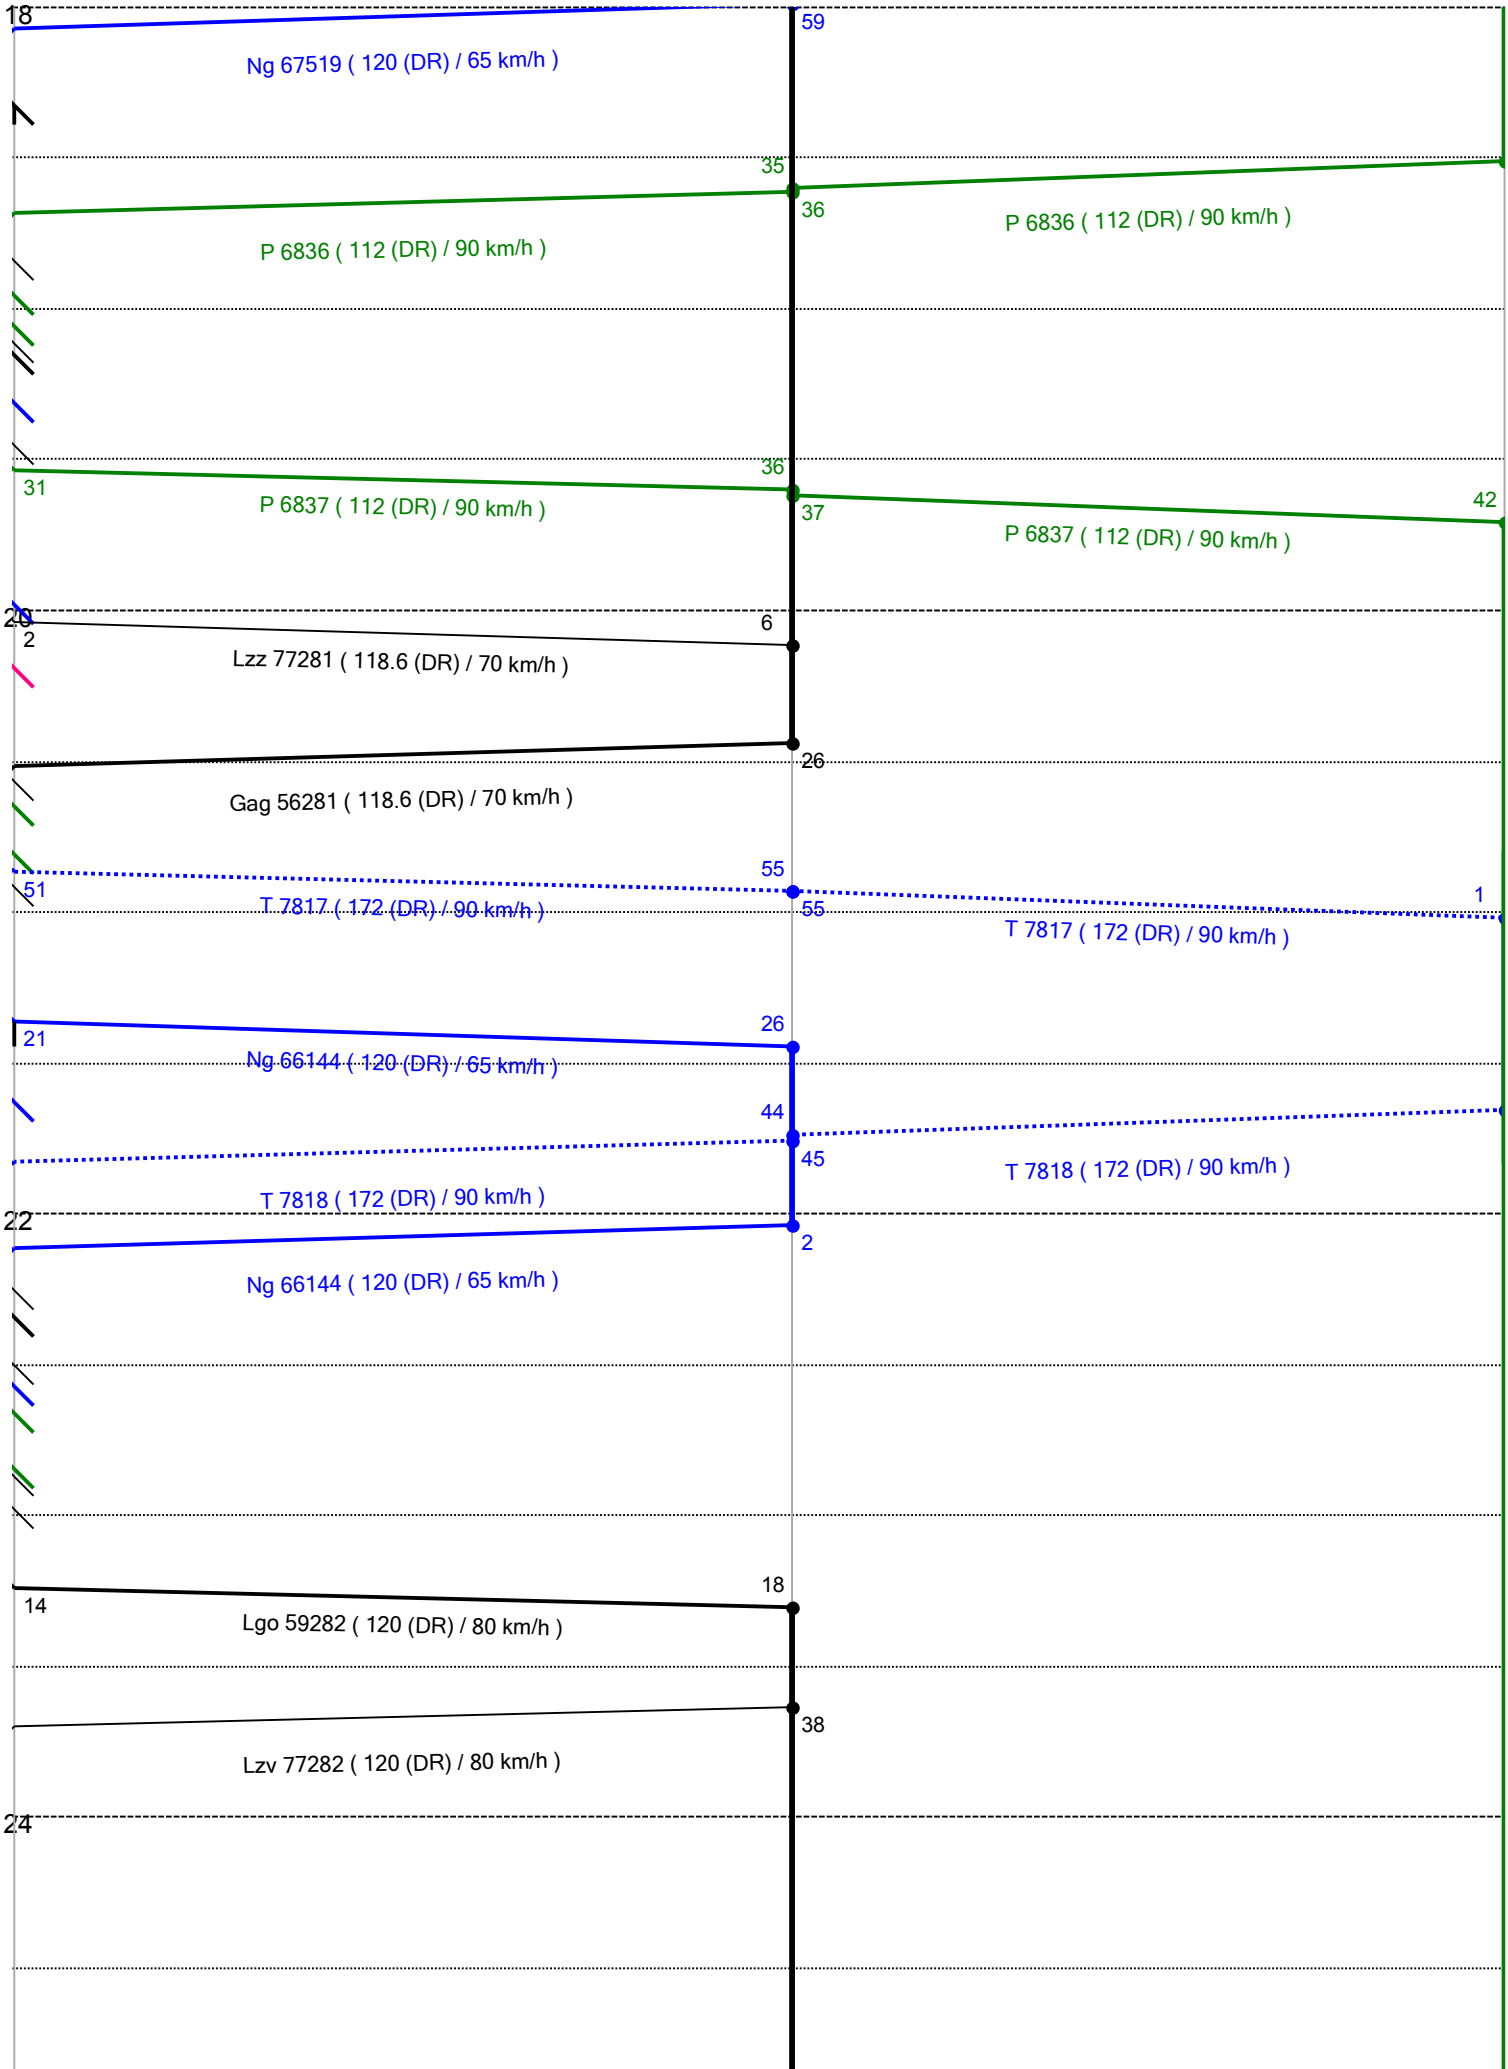 18
59
Ng 67519 ( 120 (DR) / 65 km/h )
35
36
P 6836 ( 112 (DR) / 90 km/h )
P 6836 ( 112 (DR) / 90 km/h )
36
31
37
42
P 6837 ( 112 (DR) / 90 km/h )
P 6837 ( 112 (DR) / 90 km/h )
20
2
6
Lzz 77281 ( 118.6 (DR) / 70 km/h )
26
Gag 56281 ( 118.6 (DR) / 70 km/h )
55
51
55
1
T 7817 ( 172 (DR) / 90 km/h )
T 7817 ( 172 (DR) / 90 km/h )
26
21
Ng 66144 ( 120 (DR) / 65 km/h )
44
45
T 7818 ( 172 (DR) / 90 km/h )
T 7818 ( 172 (DR) / 90 km/h )
22
2
Ng 66144 ( 120 (DR) / 65 km/h )
18
14
Lgo 59282 ( 120 (DR) / 80 km/h )
38
Lzv 77282 ( 120 (DR) / 80 km/h )
24